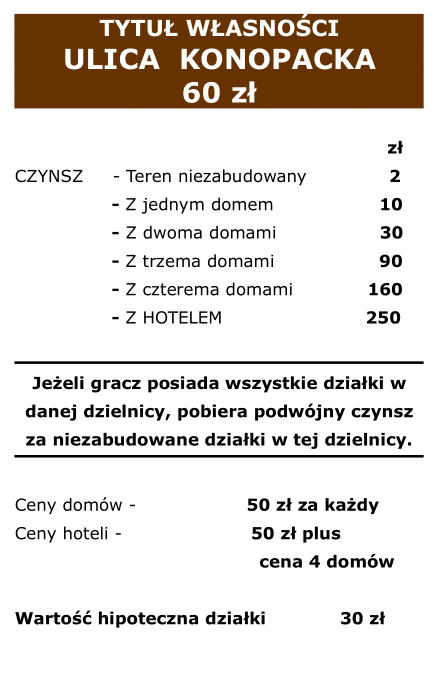 TYTUŁ WŁASNOŚCI
ULICA KONOPACKA
60 zł
zł
CZYNSZ - Teren niezabudowany 2
- Z jednym domem 10
- Z dwoma domami 30
- Z trzema domami 90
- Z czterema domami 160
- Z HOTELEM 250
Jeżeli gracz posiada wszystkie działki w
danej dzielnicy, pobiera podwójny czynsz
za niezabudowane działki w tej dzielnicy.
Ceny domów - 50 zł za każdy
Ceny hoteli - 50 zł plus
cena 4 domów
Wartość hipoteczna działki 30 zł